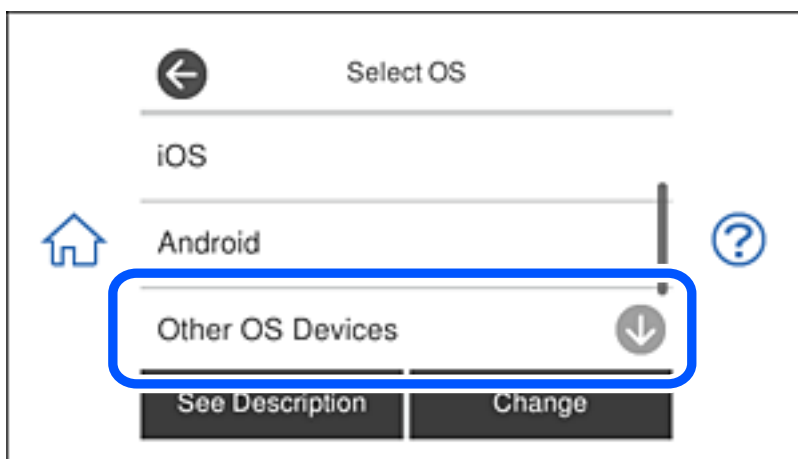 Select OS
iOS
Android
Other OS Devices
See Description Change